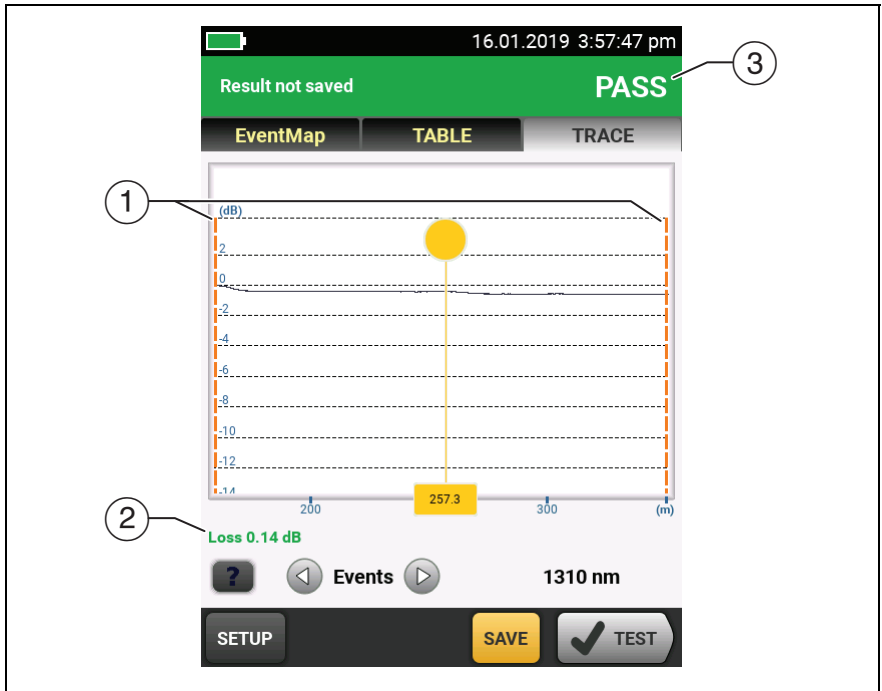 16.01.2019 3:57:47 pm
Result not saved PASS
3
EventMap TABLE TRACE
1
(dB)
2
0
-2
-4
-6
-8
-10
-12
-14
200 257.3 300 (m)
2
Loss 0.14 dB
? Events 1310 nm
SETUP SAVE TEST